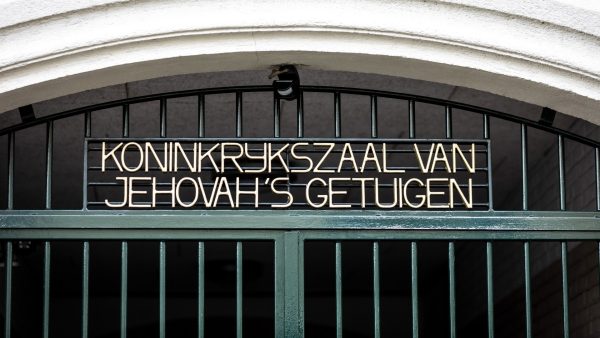 KONINKRYKSZAAL VAN
JEHOVAH'S GETUIGEN